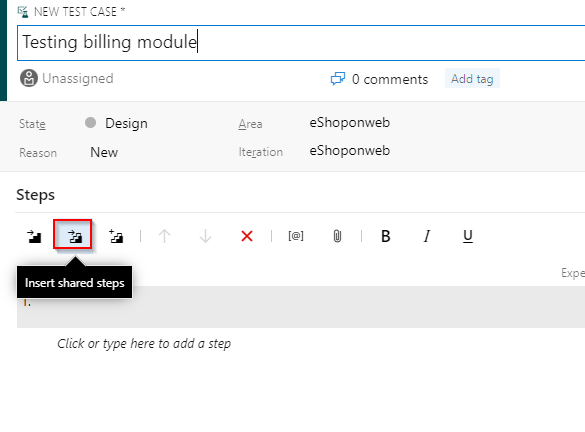 NEW TEST CASE *
Testing billing module
Unassigned
0 comments
Add tag
State
Design
Area
eShoponweb
Reason
New
Iteration
eShoponweb
Steps
[@]
B
I
U
Insert shared steps
Expe
1.
Click or type here to add a step